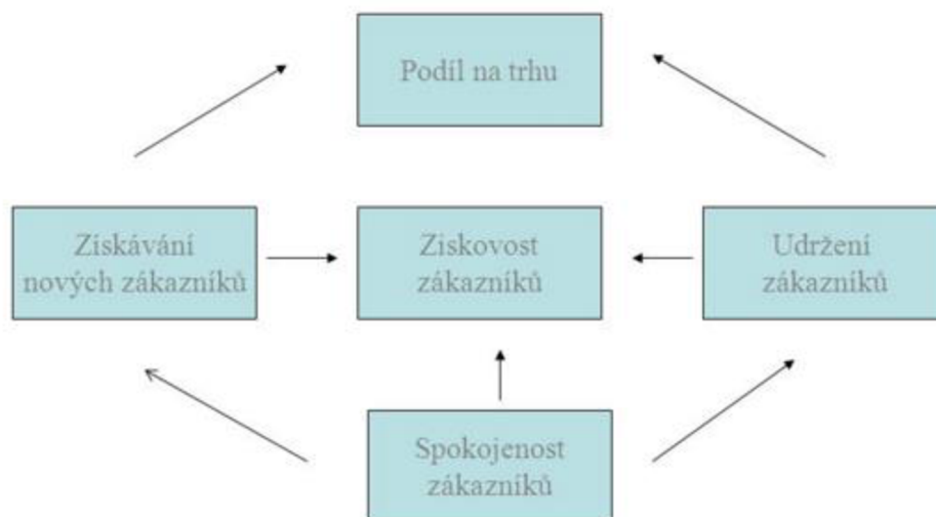 Podíl na trhu
Získávání
nových zákazníků
Ziskovost
zákazníků
Udržení
zákazníků
Spokojenost
zákazníků